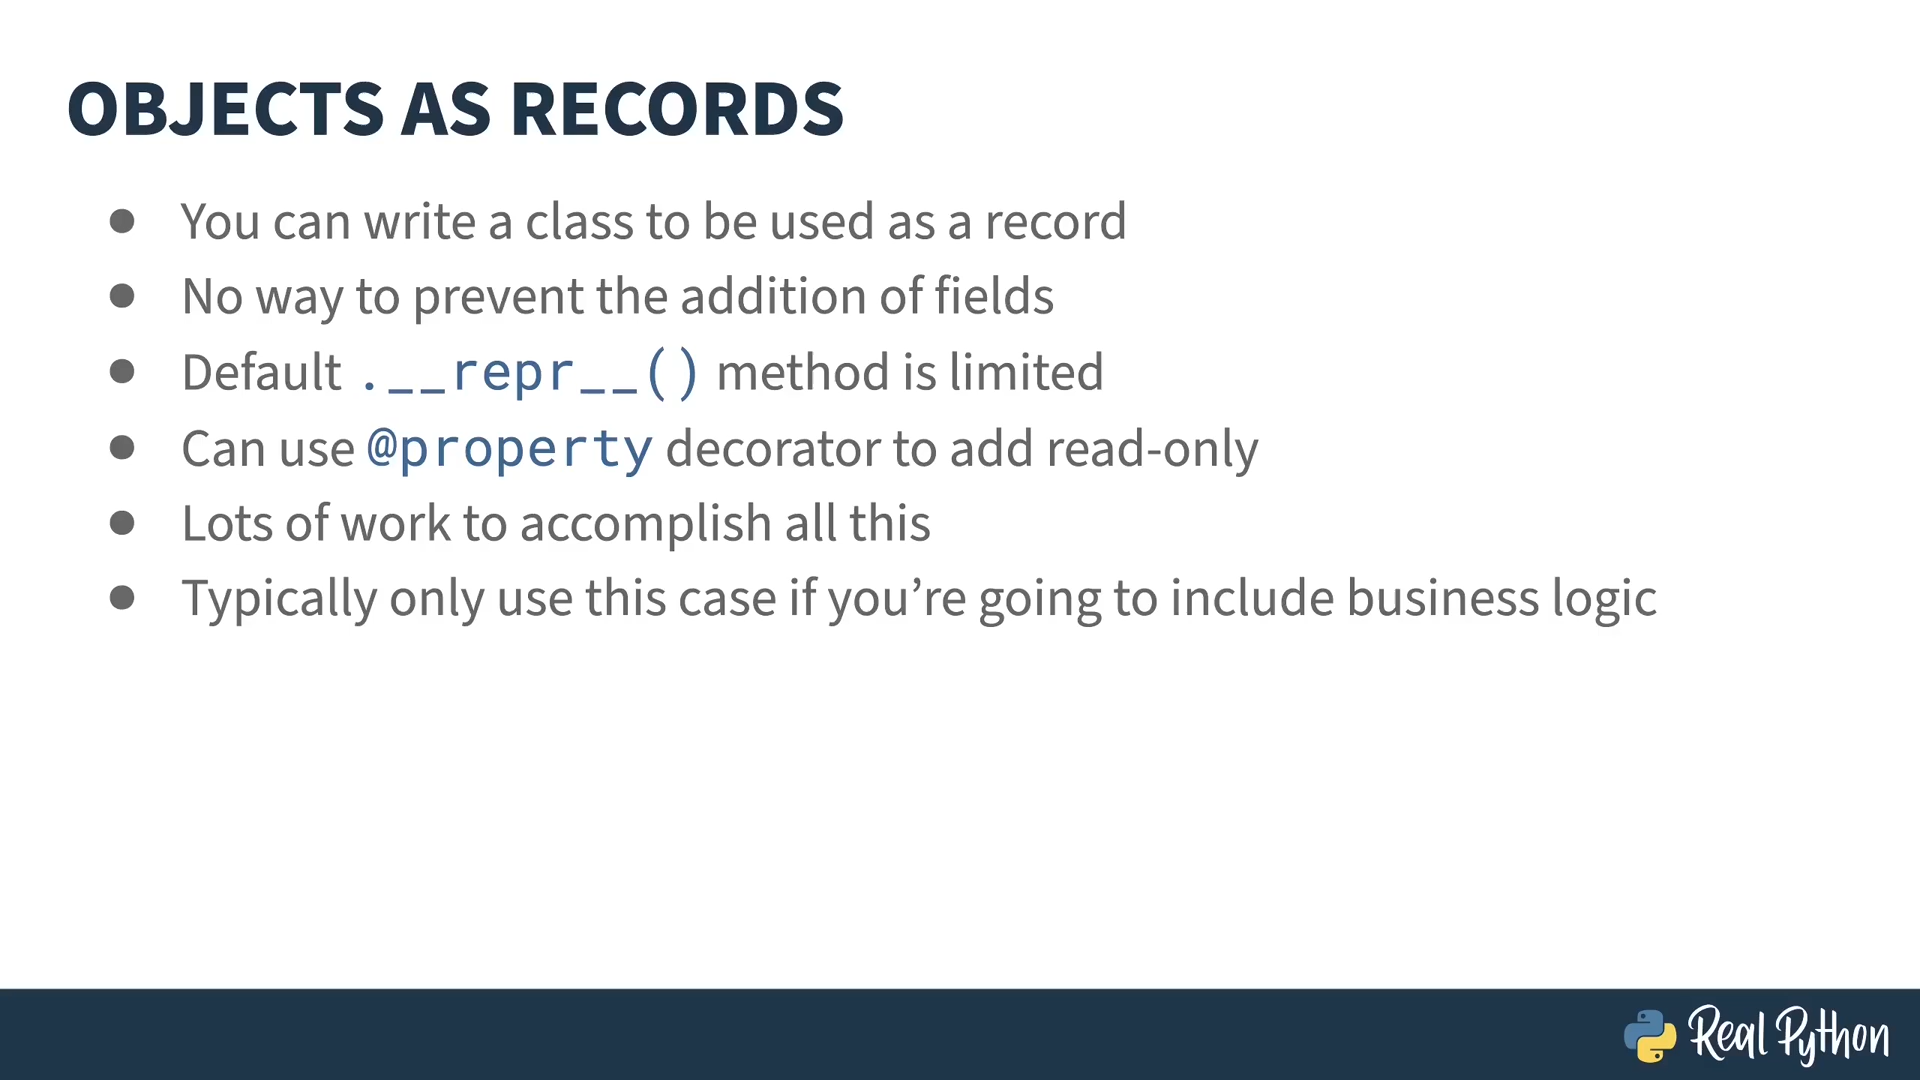 OBJECTS AS RECORDS
● You can write a class to be used as a record
● No way to prevent the addition of fields
● Default .__repr__() method is limited
● Can use @property decorator to add read-only
● Lots of work to accomplish all this
● Typically only use this case if you’re going to include business logic
Real Python